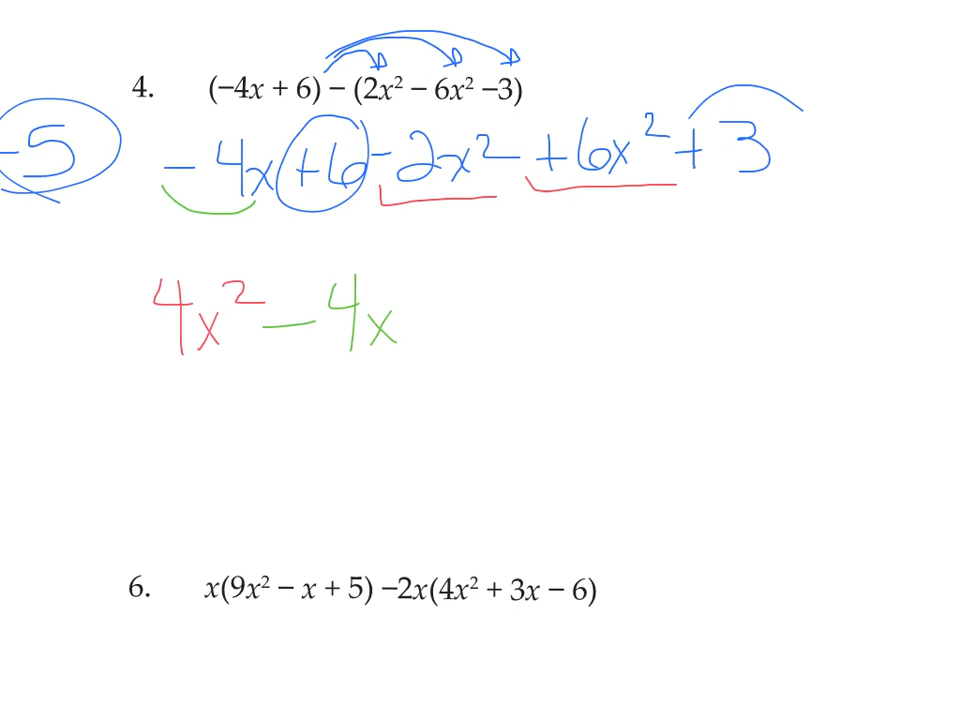 4. (−4x + 6) − (2x² − 6x² −3)
-5 - 4x + 6 - 2x² + 6x² + 3
4x² - 4x
6. x(9x² − x + 5) −2x(4x² + 3x − 6)